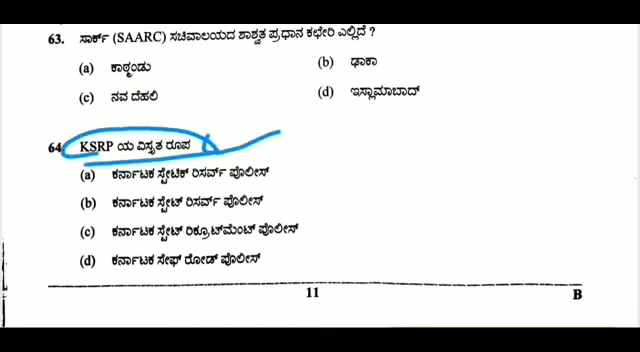 63. ಸಾರ್ಕ್ (SAARC) ಸಚಿವಾಲಯದ ಶಾಶ್ವತ ಪ್ರಧಾನ ಕಛೇರಿ ಎಲ್ಲಿದೆ ?
(a) ಕಾಠ್ಮಂಡು (b) ಢಾಕಾ
(c) ನವ ದೆಹಲಿ (d) ಇಸ್ಲಾಮಾಬಾದ್
64 KSRP ಯ ವಿಸ್ತೃತ ರೂಪ
(a) ಕರ್ನಾಟಕ ಸ್ಟೇಟಿಕ್ ರಿಸರ್ವ್ ಪೊಲೀಸ್
(b) ಕರ್ನಾಟಕ ಸ್ಟೇಟ್ ರಿಸರ್ವ್ ಪೊಲೀಸ್
(c) ಕರ್ನಾಟಕ ಸ್ಟೇಟ್ ರಿಕ್ರೂಟ್‌ಮೆಂಟ್ ಪೊಲೀಸ್
(d) ಕರ್ನಾಟಕ ಸೇಫ್ ರೋಡ್ ಪೊಲೀಸ್
11 B